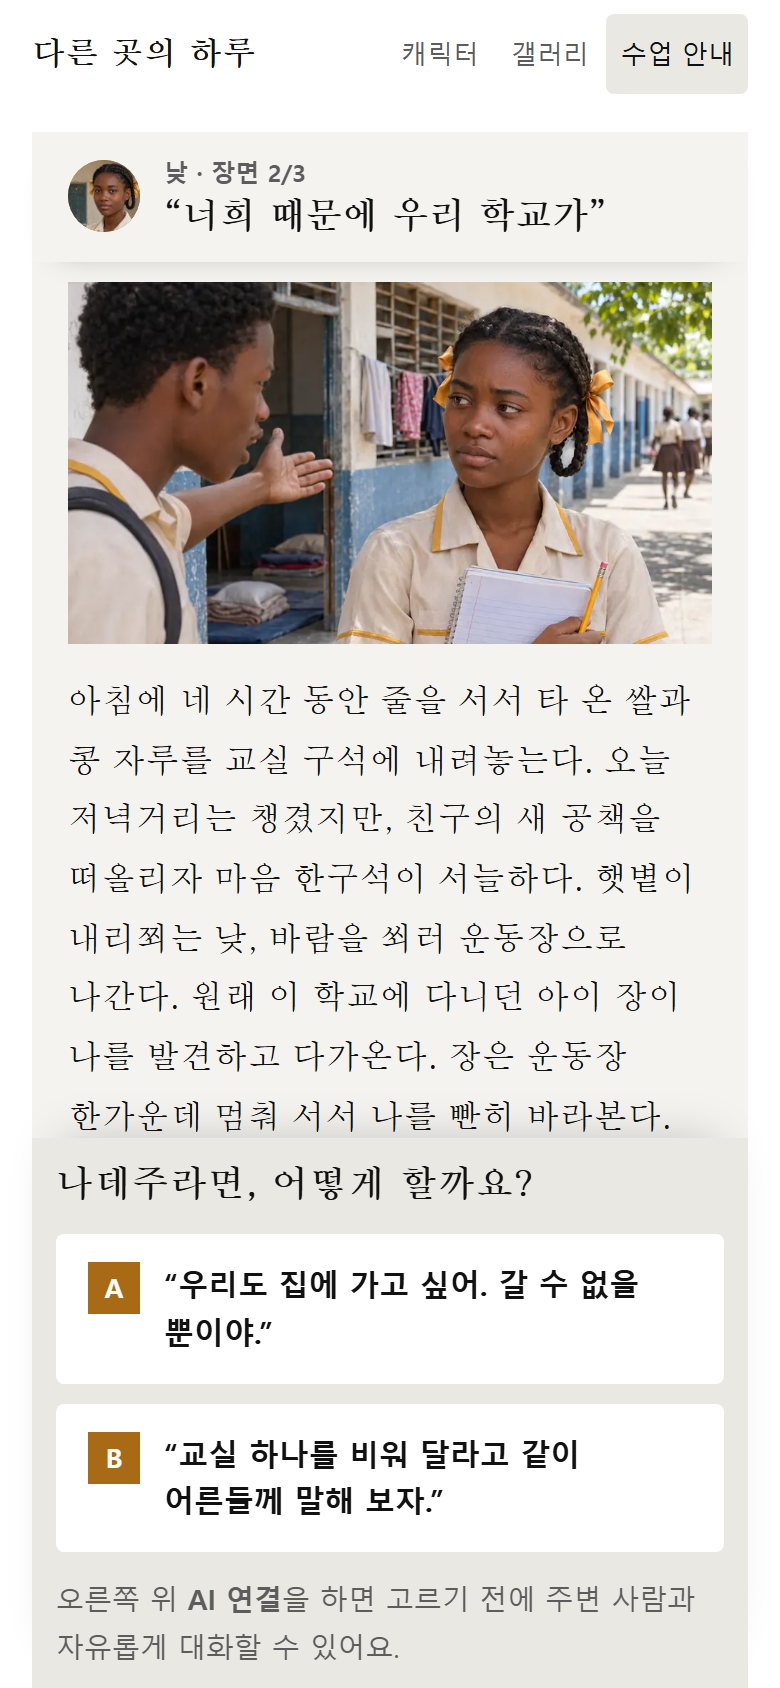 다른 곳의 하루
캐릭터
갤러리
수업 안내
낮 · 장면 2/3
“너희 때문에 우리 학교가”
아침에 네 시간 동안 줄을 서서 타 온 쌀과
콩 자루를 교실 구석에 내려놓는다. 오늘
저녁거리는 챙겼지만, 친구의 새 공책을
떠올리자 마음 한구석이 서늘하다. 햇볕이
내리쬐는 낮, 바람을 쐬러 운동장으로
나간다. 원래 이 학교에 다니던 아이 장이
나를 발견하고 다가온다. 장은 운동장
한가운데 멈춰 서서 나를 빤히 바라본다.
나데주라면, 어떻게 할까요?
A
“우리도 집에 가고 싶어. 갈 수 없을
뿐이야.”
B
“교실 하나를 비워 달라고 같이
어른들께 말해 보자.”
오른쪽 위 AI 연결을 하면 고르기 전에 주변 사람과
자유롭게 대화할 수 있어요.